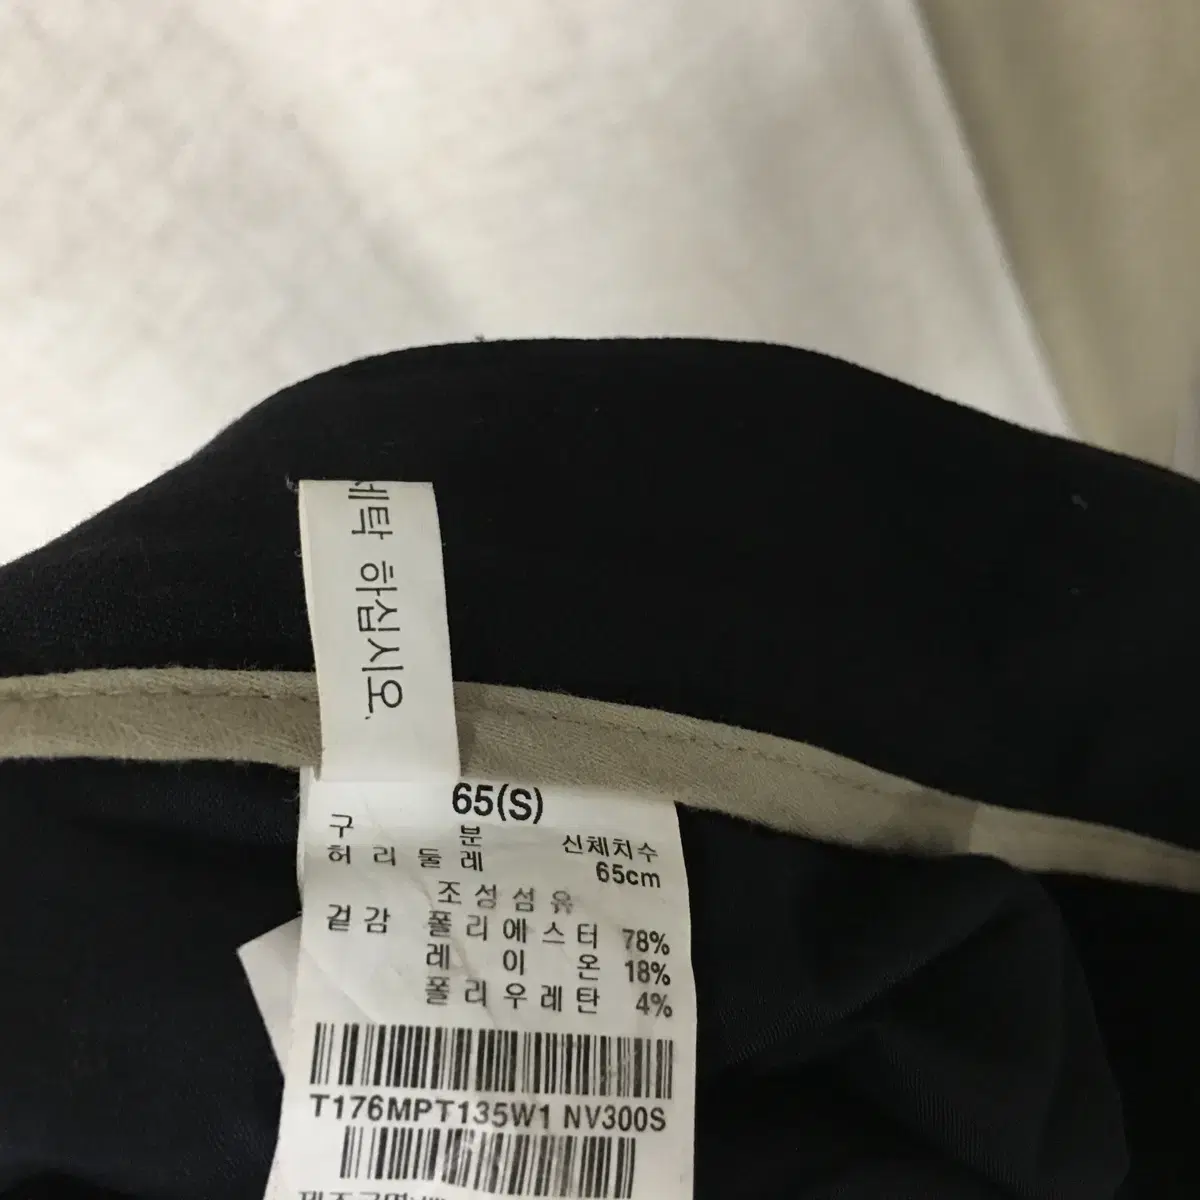 세탁 하십시오.
65(S)
구 분 신체치수
허리둘레 65cm
조성섬유
겉감 폴리에스터 78%
레이온 18%
폴리우레탄 4%
T176MPT135W1 NV300S